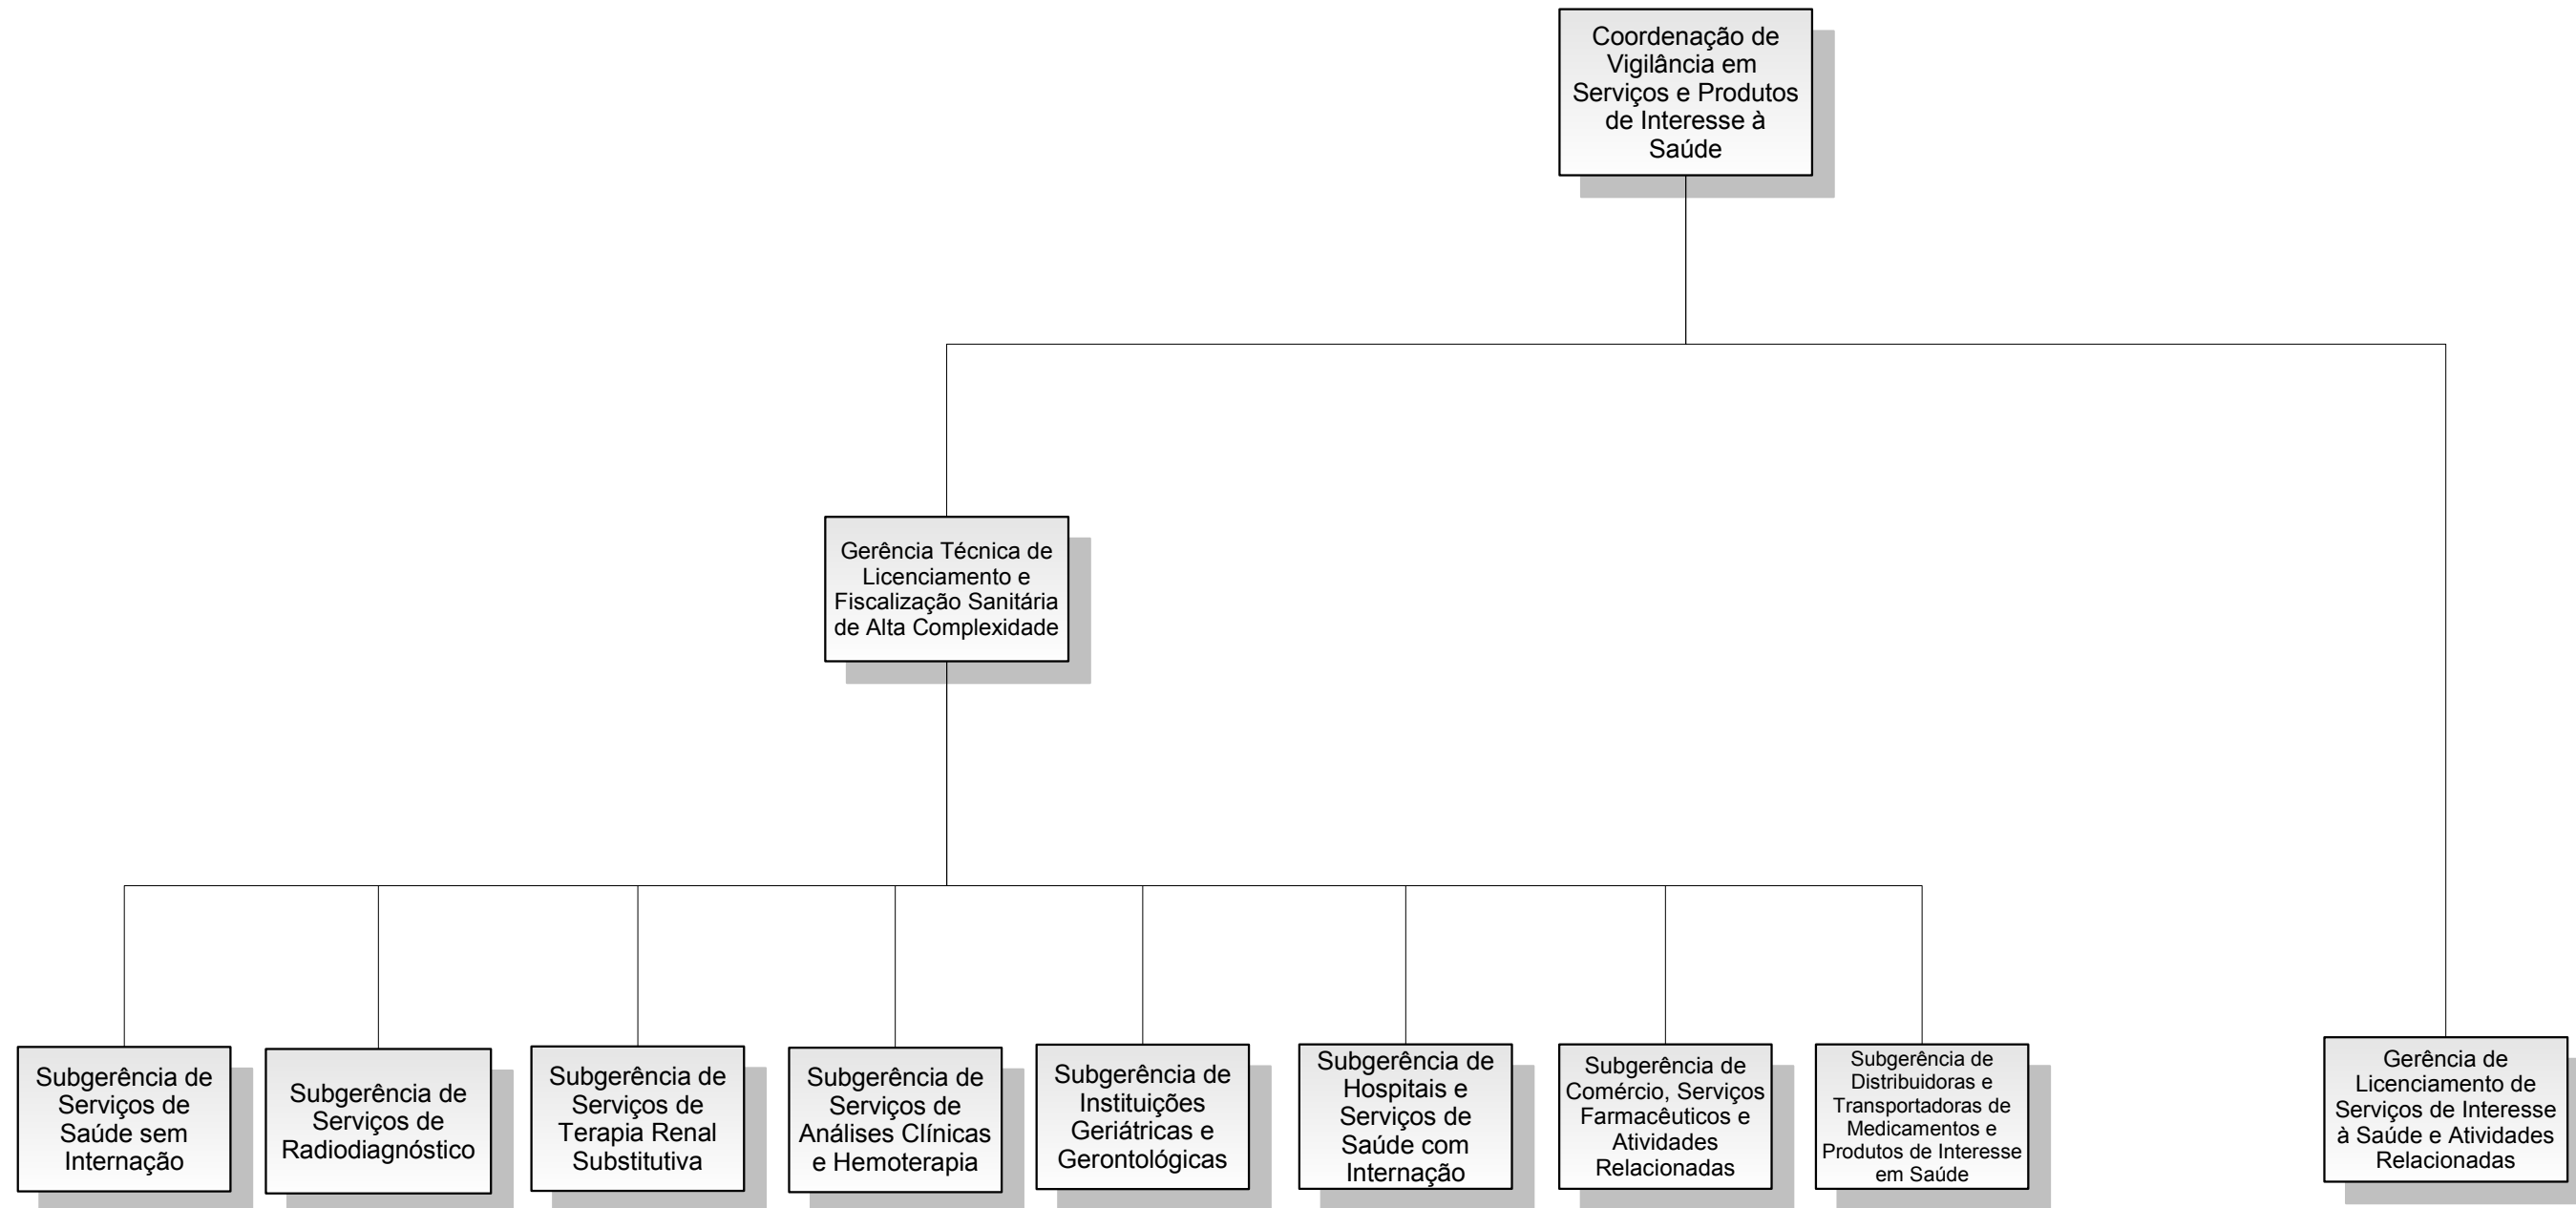 Coordenação de
Vigilância em
Serviços e Produtos
de Interesse à
Saúde
Gerência Técnica de
Licenciamento e
Fiscalização Sanitária
de Alta Complexidade
Subgerência de
Serviços de
Saúde sem
Internação
Subgerência de
Serviços de
Radiodiagnóstico
Subgerência de
Serviços de
Terapia Renal
Substitutiva
Subgerência de
Serviços de
Análises Clínicas
e Hemoterapia
Subgerência de
Instituições
Geriátricas e
Gerontológicas
Subgerência de
Hospitais e
Serviços de
Saúde com
Internação
Subgerência de
Comércio, Serviços
Farmacêuticos e
Atividades
Relacionadas
Subgerência de
Distribuidoras e
Transportadoras de
Medicamentos e
Produtos de Interesse
em Saúde
Gerência de
Licenciamento de
Serviços de Interesse
à Saúde e Atividades
Relacionadas